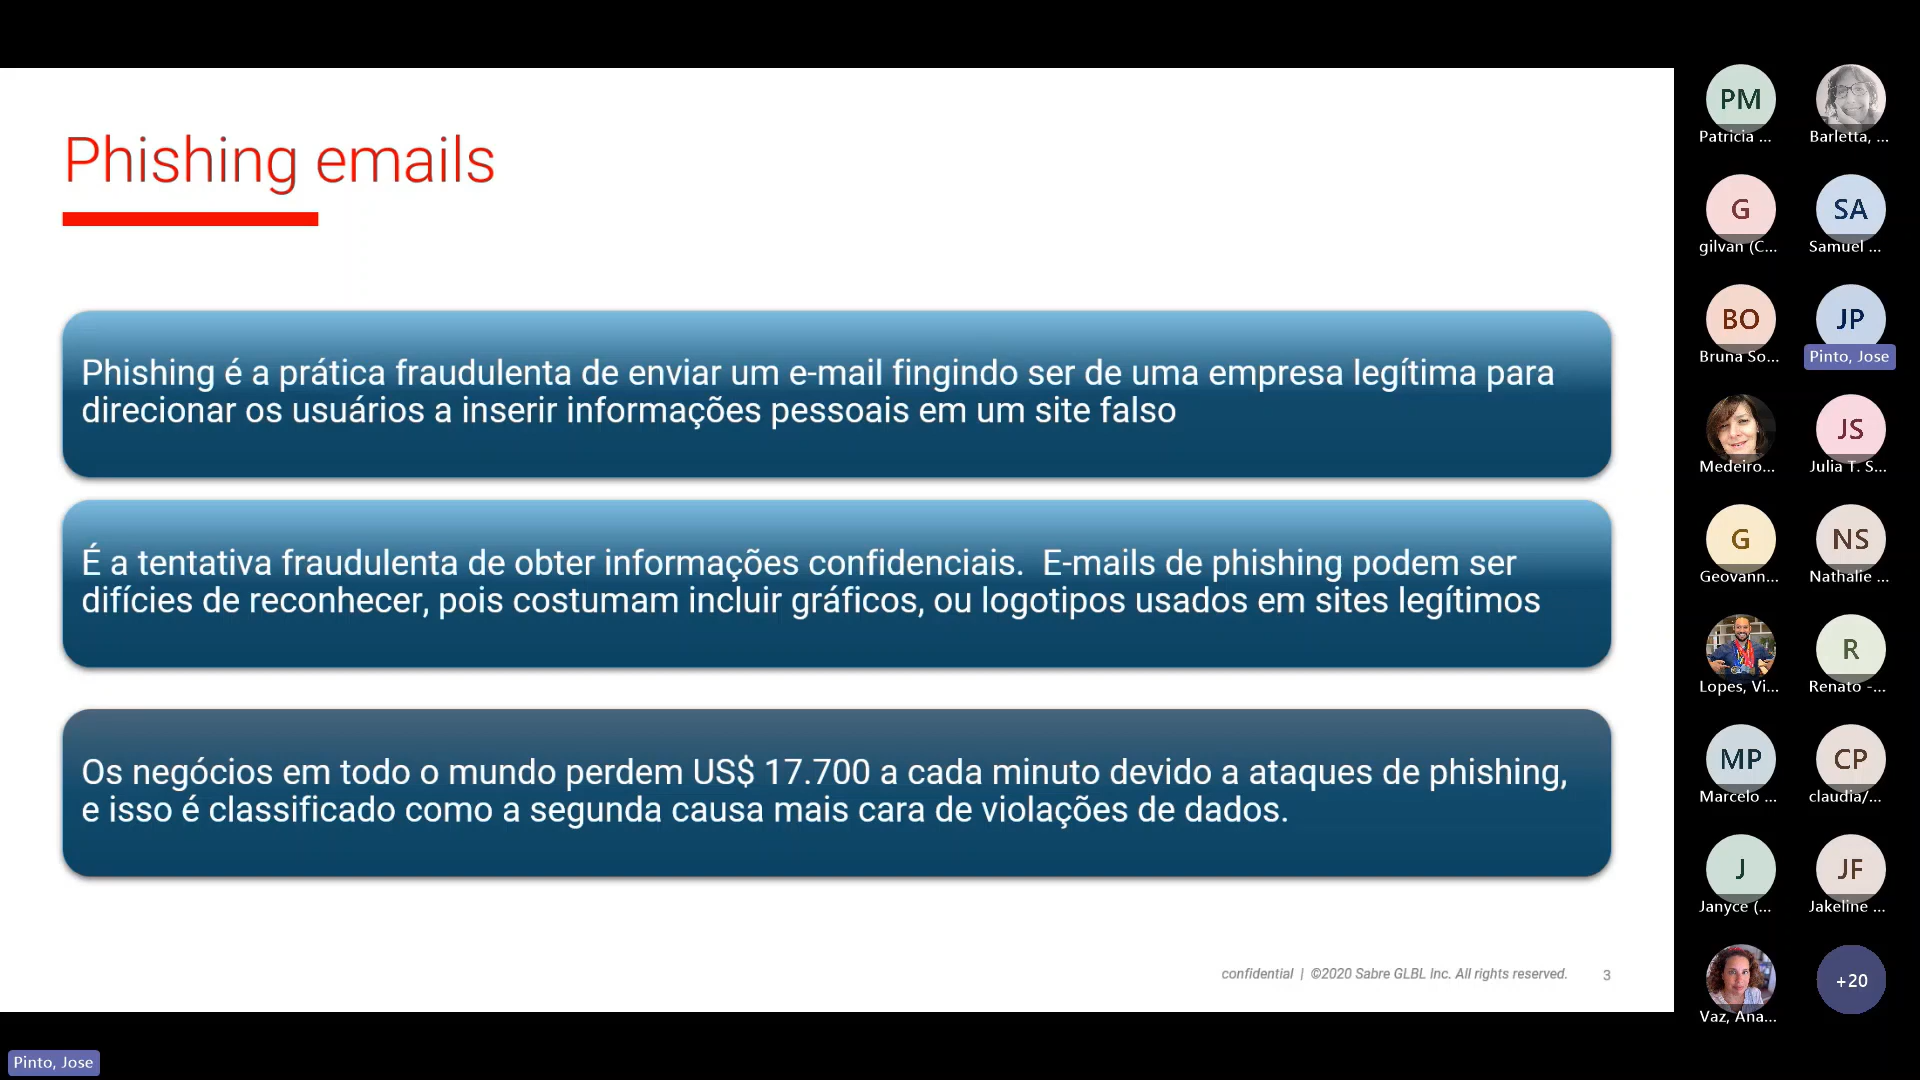 Phishing emails
Phishing é a prática fraudulenta de enviar um e-mail fingindo ser de uma empresa legítima para
direcionar os usuários a inserir informações pessoais em um site falso
É a tentativa fraudulenta de obter informações confidenciais.  E-mails de phishing podem ser
difícies de reconhecer, pois costumam incluir gráficos, ou logotipos usados em sites legítimos
Os negócios em todo o mundo perdem US$ 17.700 a cada minuto devido a ataques de phishing,
e isso é classificado como a segunda causa mais cara de violações de dados.
confidential | ©2020 Sabre GLBL Inc. All rights reserved. 3
PM
Patricia ...
Barletta, ...
G
gilvan (C...
SA
Samuel ...
BO
Bruna So...
JP
Pinto, Jose
Medeiro...
JS
Julia T. S...
G
Geovann...
NS
Nathalie ...
Lopes, Vi...
R
Renato -...
MP
Marcelo ...
CP
claudia/...
J
Janyce (...
JF
Jakeline ...
Vaz, Ana...
+20
Pinto, Jose